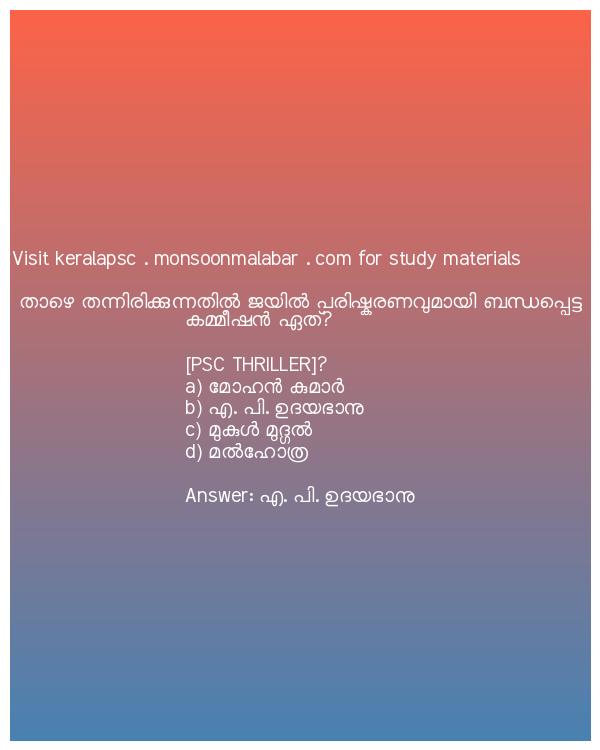 Visit keralapsc . monsoonmalabar . com for study materials
താഴെ തന്നിരിക്കുന്നതിൽ ജയിൽ പരിഷ്കരണവുമായി ബന്ധപ്പെട്ട
കമ്മീഷൻ ഏത്?
[PSC THRILLER]?
a) മോഹൻ കുമാർ
b) എ. പി. ഉദയഭാനു
c) മുകുൾ മുദ്ഗൽ
d) മൽഹോത്ര
Answer: എ. പി. ഉദയഭാനു